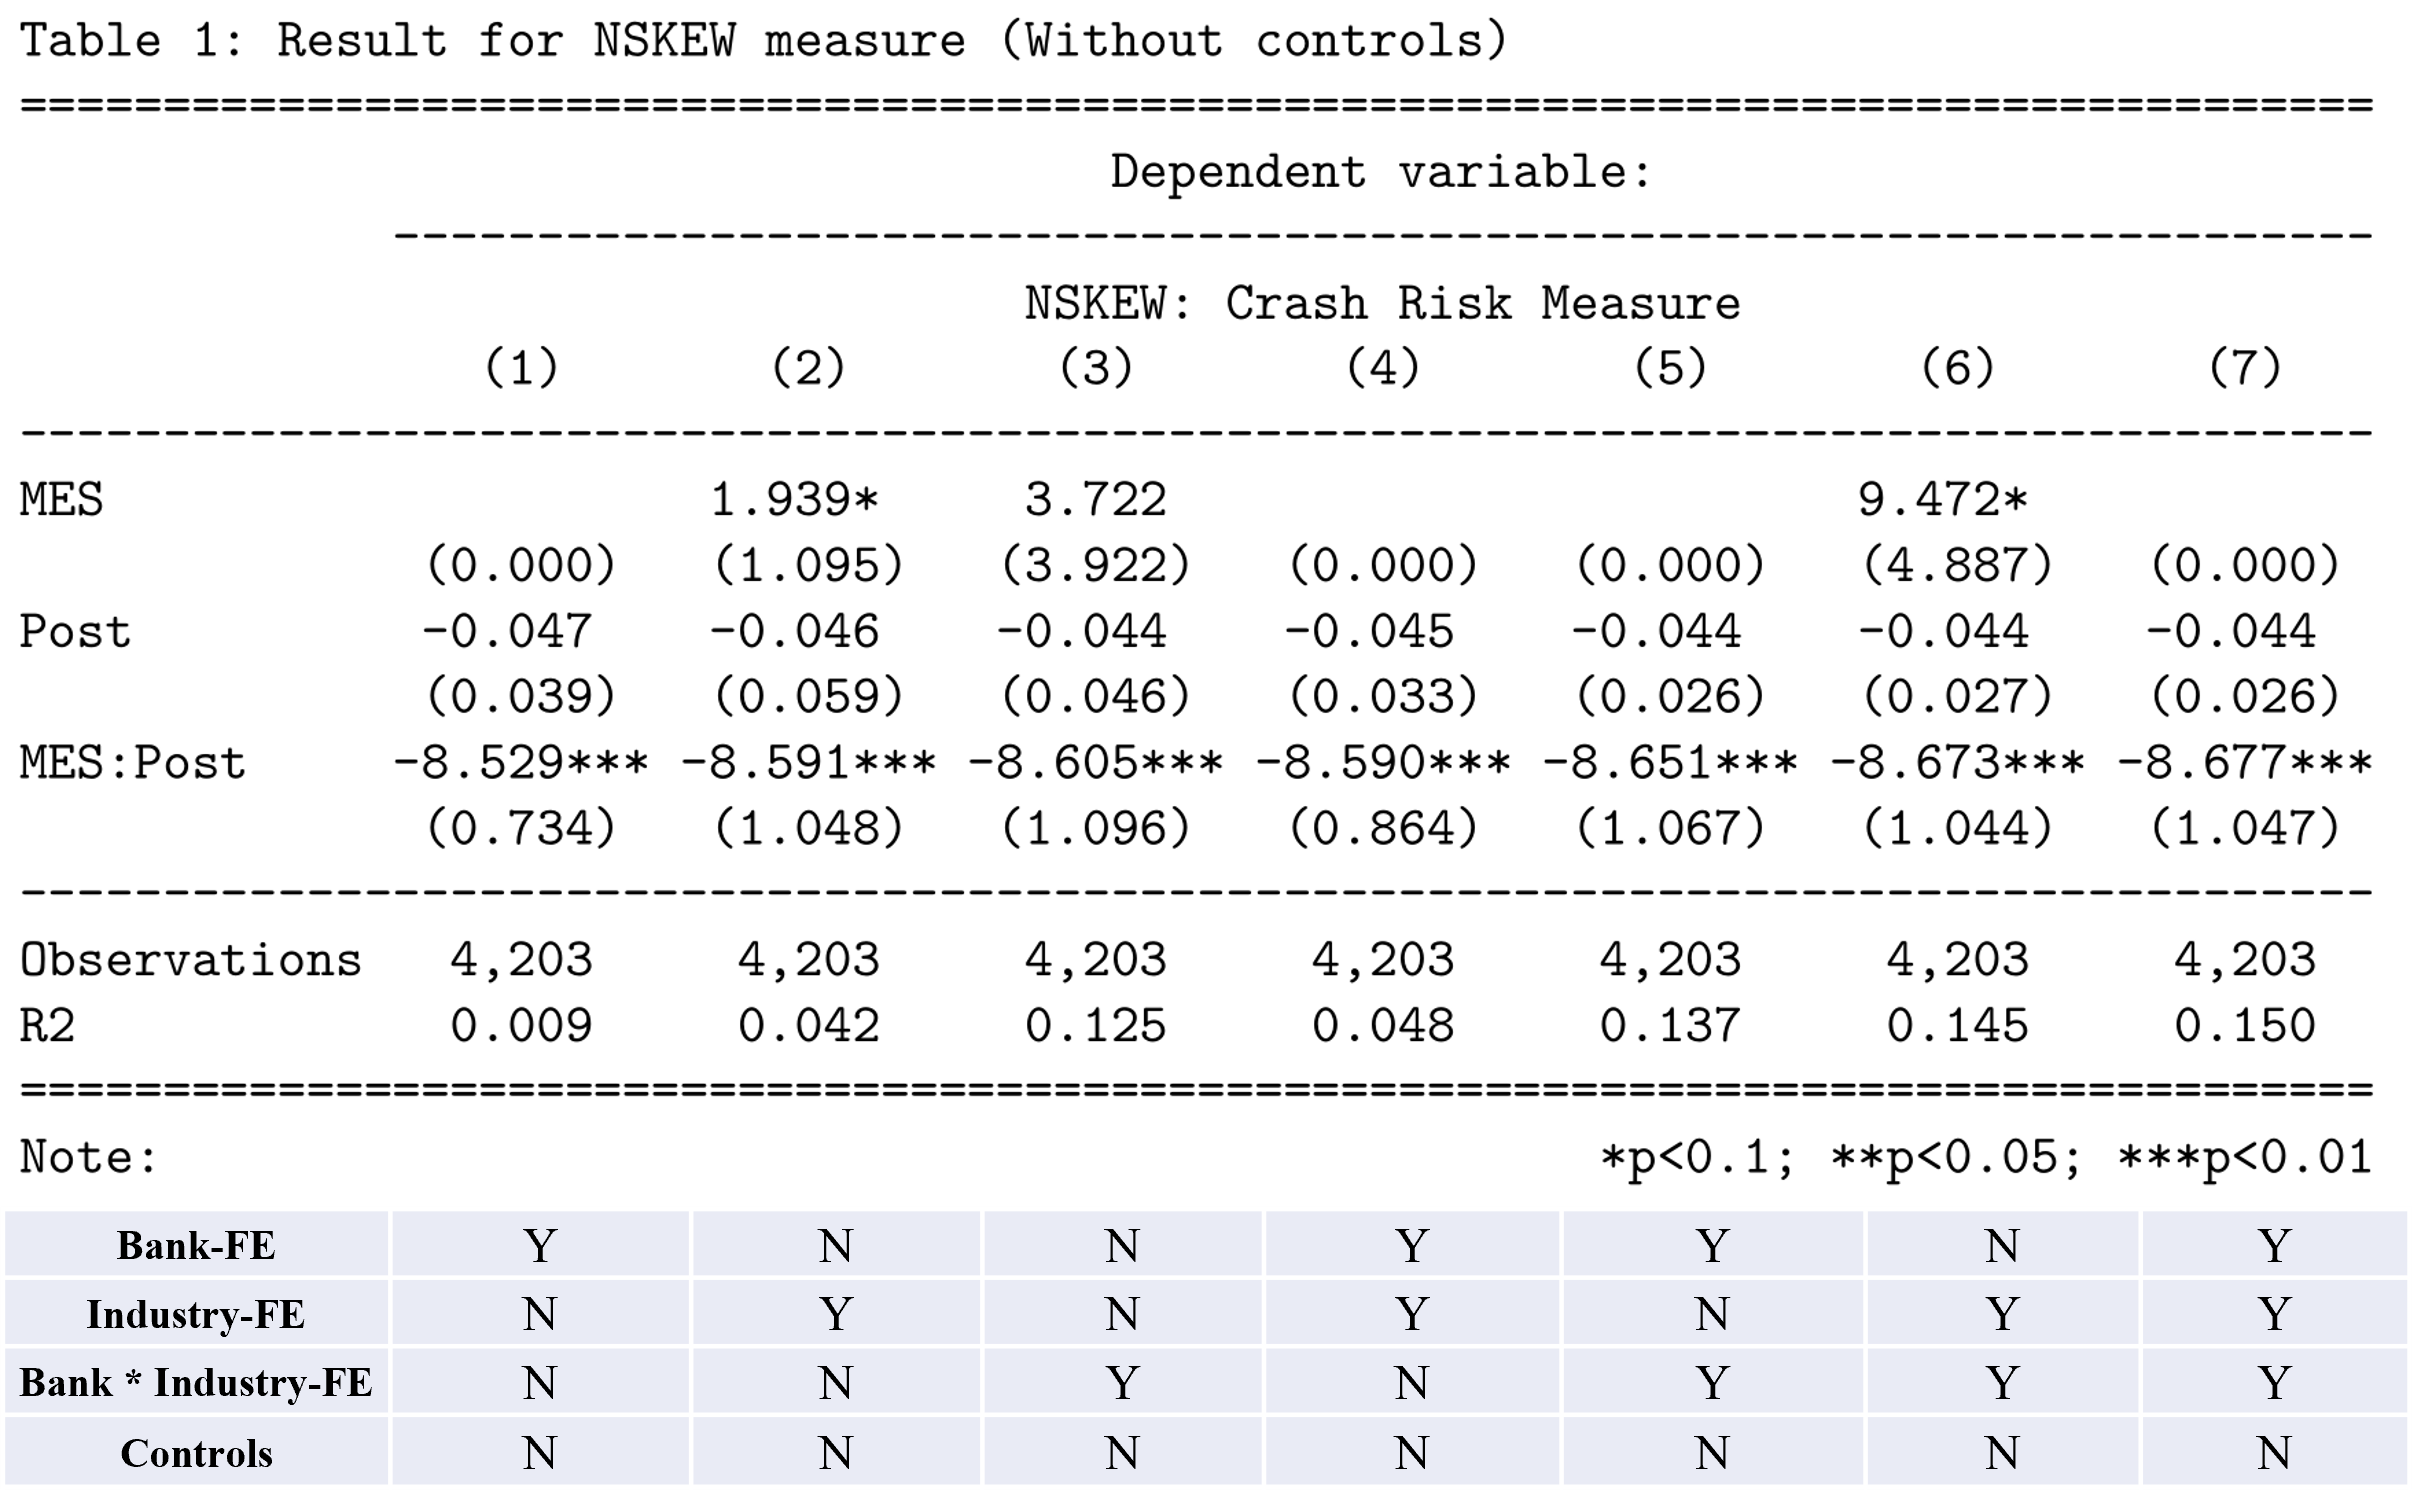 Table 1: Result for NSKEW measure (Without controls)
==================================================================================
Dependent variable:
---------------------------------------------------------------------
NSKEW: Crash Risk Measure
(1) (2) (3) (4) (5) (6) (7)
----------------------------------------------------------------------------------
MES 1.939* 3.722 9.472*
(0.000) (1.095) (3.922) (0.000) (0.000) (4.887) (0.000)
Post -0.047 -0.046 -0.044 -0.045 -0.044 -0.044 -0.044
(0.039) (0.059) (0.046) (0.033) (0.026) (0.027) (0.026)
MES:Post -8.529*** -8.591*** -8.605*** -8.590*** -8.651*** -8.673*** -8.677***
(0.734) (1.048) (1.096) (0.864) (1.067) (1.044) (1.047)
----------------------------------------------------------------------------------
Observations 4,203 4,203 4,203 4,203 4,203 4,203 4,203
R2 0.009 0.042 0.125 0.048 0.137 0.145 0.150
==================================================================================
Note: *p<0.1; **p<0.05; ***p<0.01
Bank-FE Y N N Y Y N Y
Industry-FE N Y N Y N Y Y
Bank * Industry-FE N N Y N Y Y Y
Controls N N N N N N N